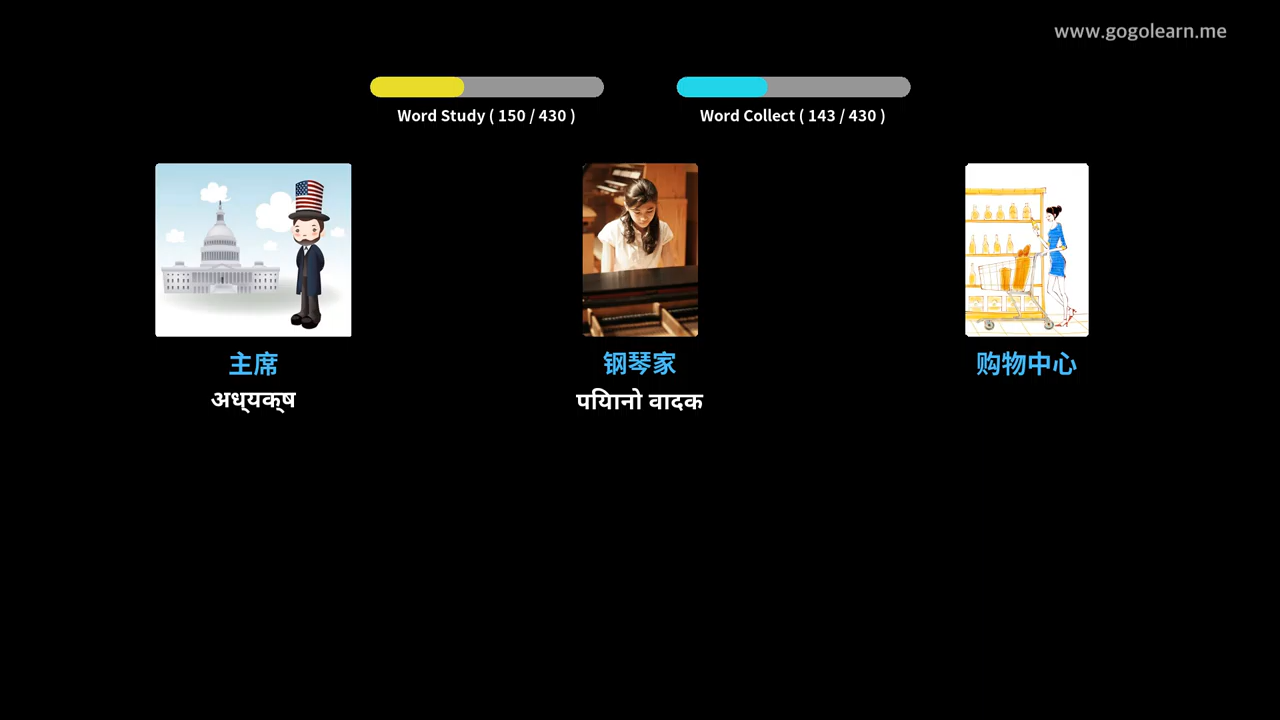 www.gogolearn.me
Word Study ( 150 / 430 )
Word Collect ( 143 / 430 )
主席
钢琴家
购物中心
अध्यक्ष
पियानो वादक